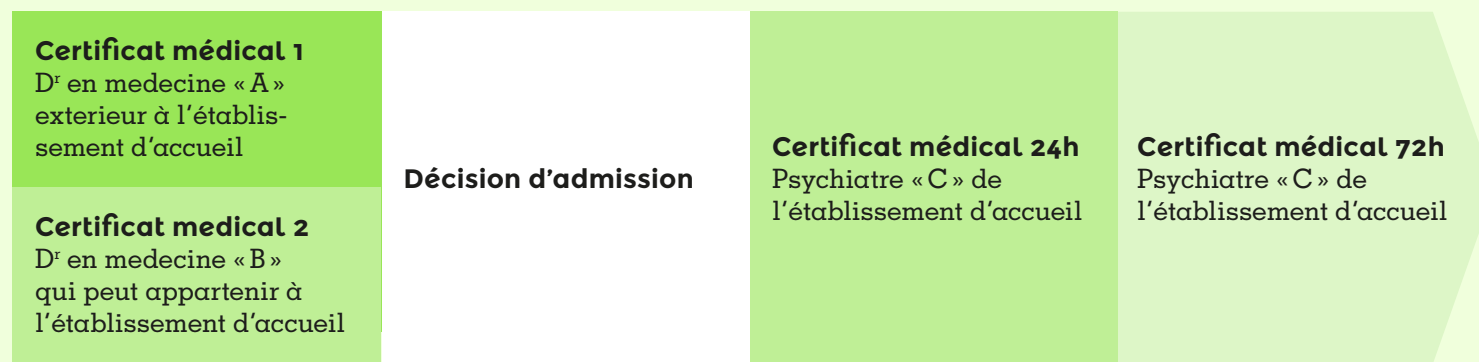 Certificat médical 1
Dʳ en medecine « A »
exterieur à l’établis-
sement d’accueil
Certificat medical 2
Dʳ en medecine « B »
qui peut appartenir à
l’établissement d’accueil
Décision d’admission
Certificat médical 24h
Psychiatre « C » de
l’établissement d’accueil
Certificat médical 72h
Psychiatre « C » de
l’établissement d’accueil